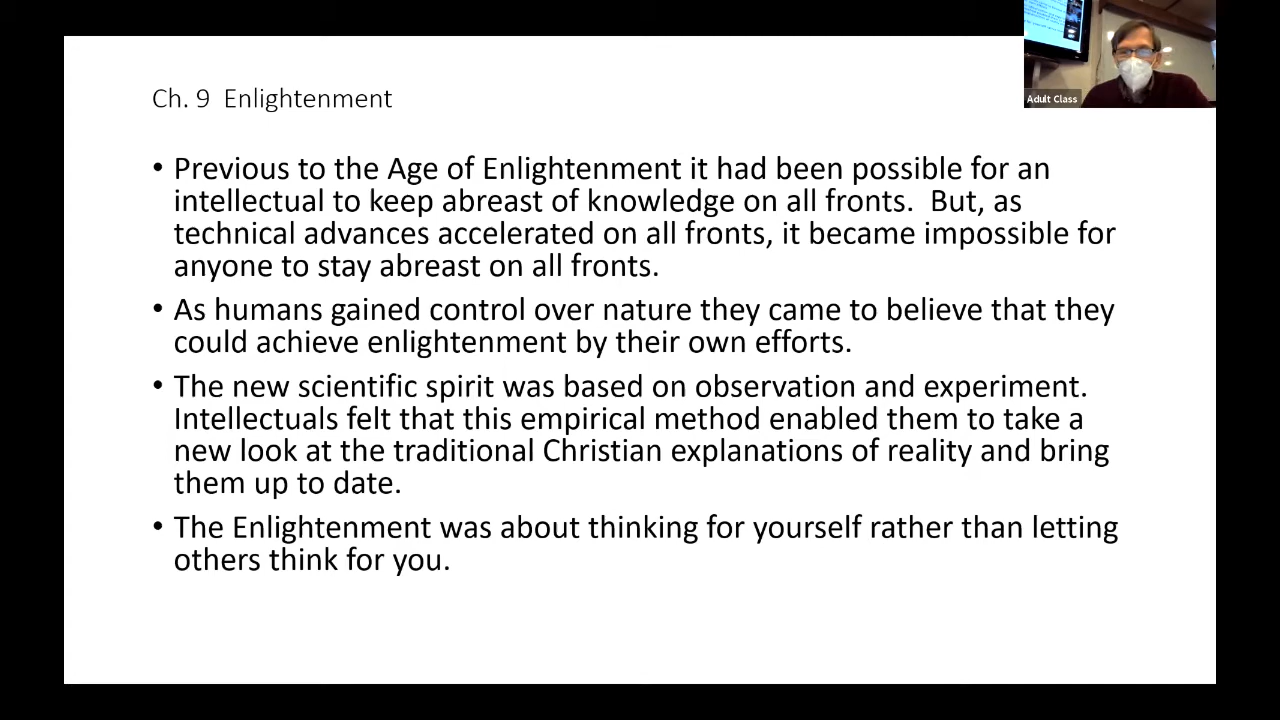 Ch. 9  Enlightenment
• Previous to the Age of Enlightenment it had been possible for an
intellectual to keep abreast of knowledge on all fronts.  But, as
technical advances accelerated on all fronts, it became impossible for
anyone to stay abreast on all fronts.
• As humans gained control over nature they came to believe that they
could achieve enlightenment by their own efforts.
• The new scientific spirit was based on observation and experiment.
Intellectuals felt that this empirical method enabled them to take a
new look at the traditional Christian explanations of reality and bring
them up to date.
• The Enlightenment was about thinking for yourself rather than letting
others think for you.
Adult Class